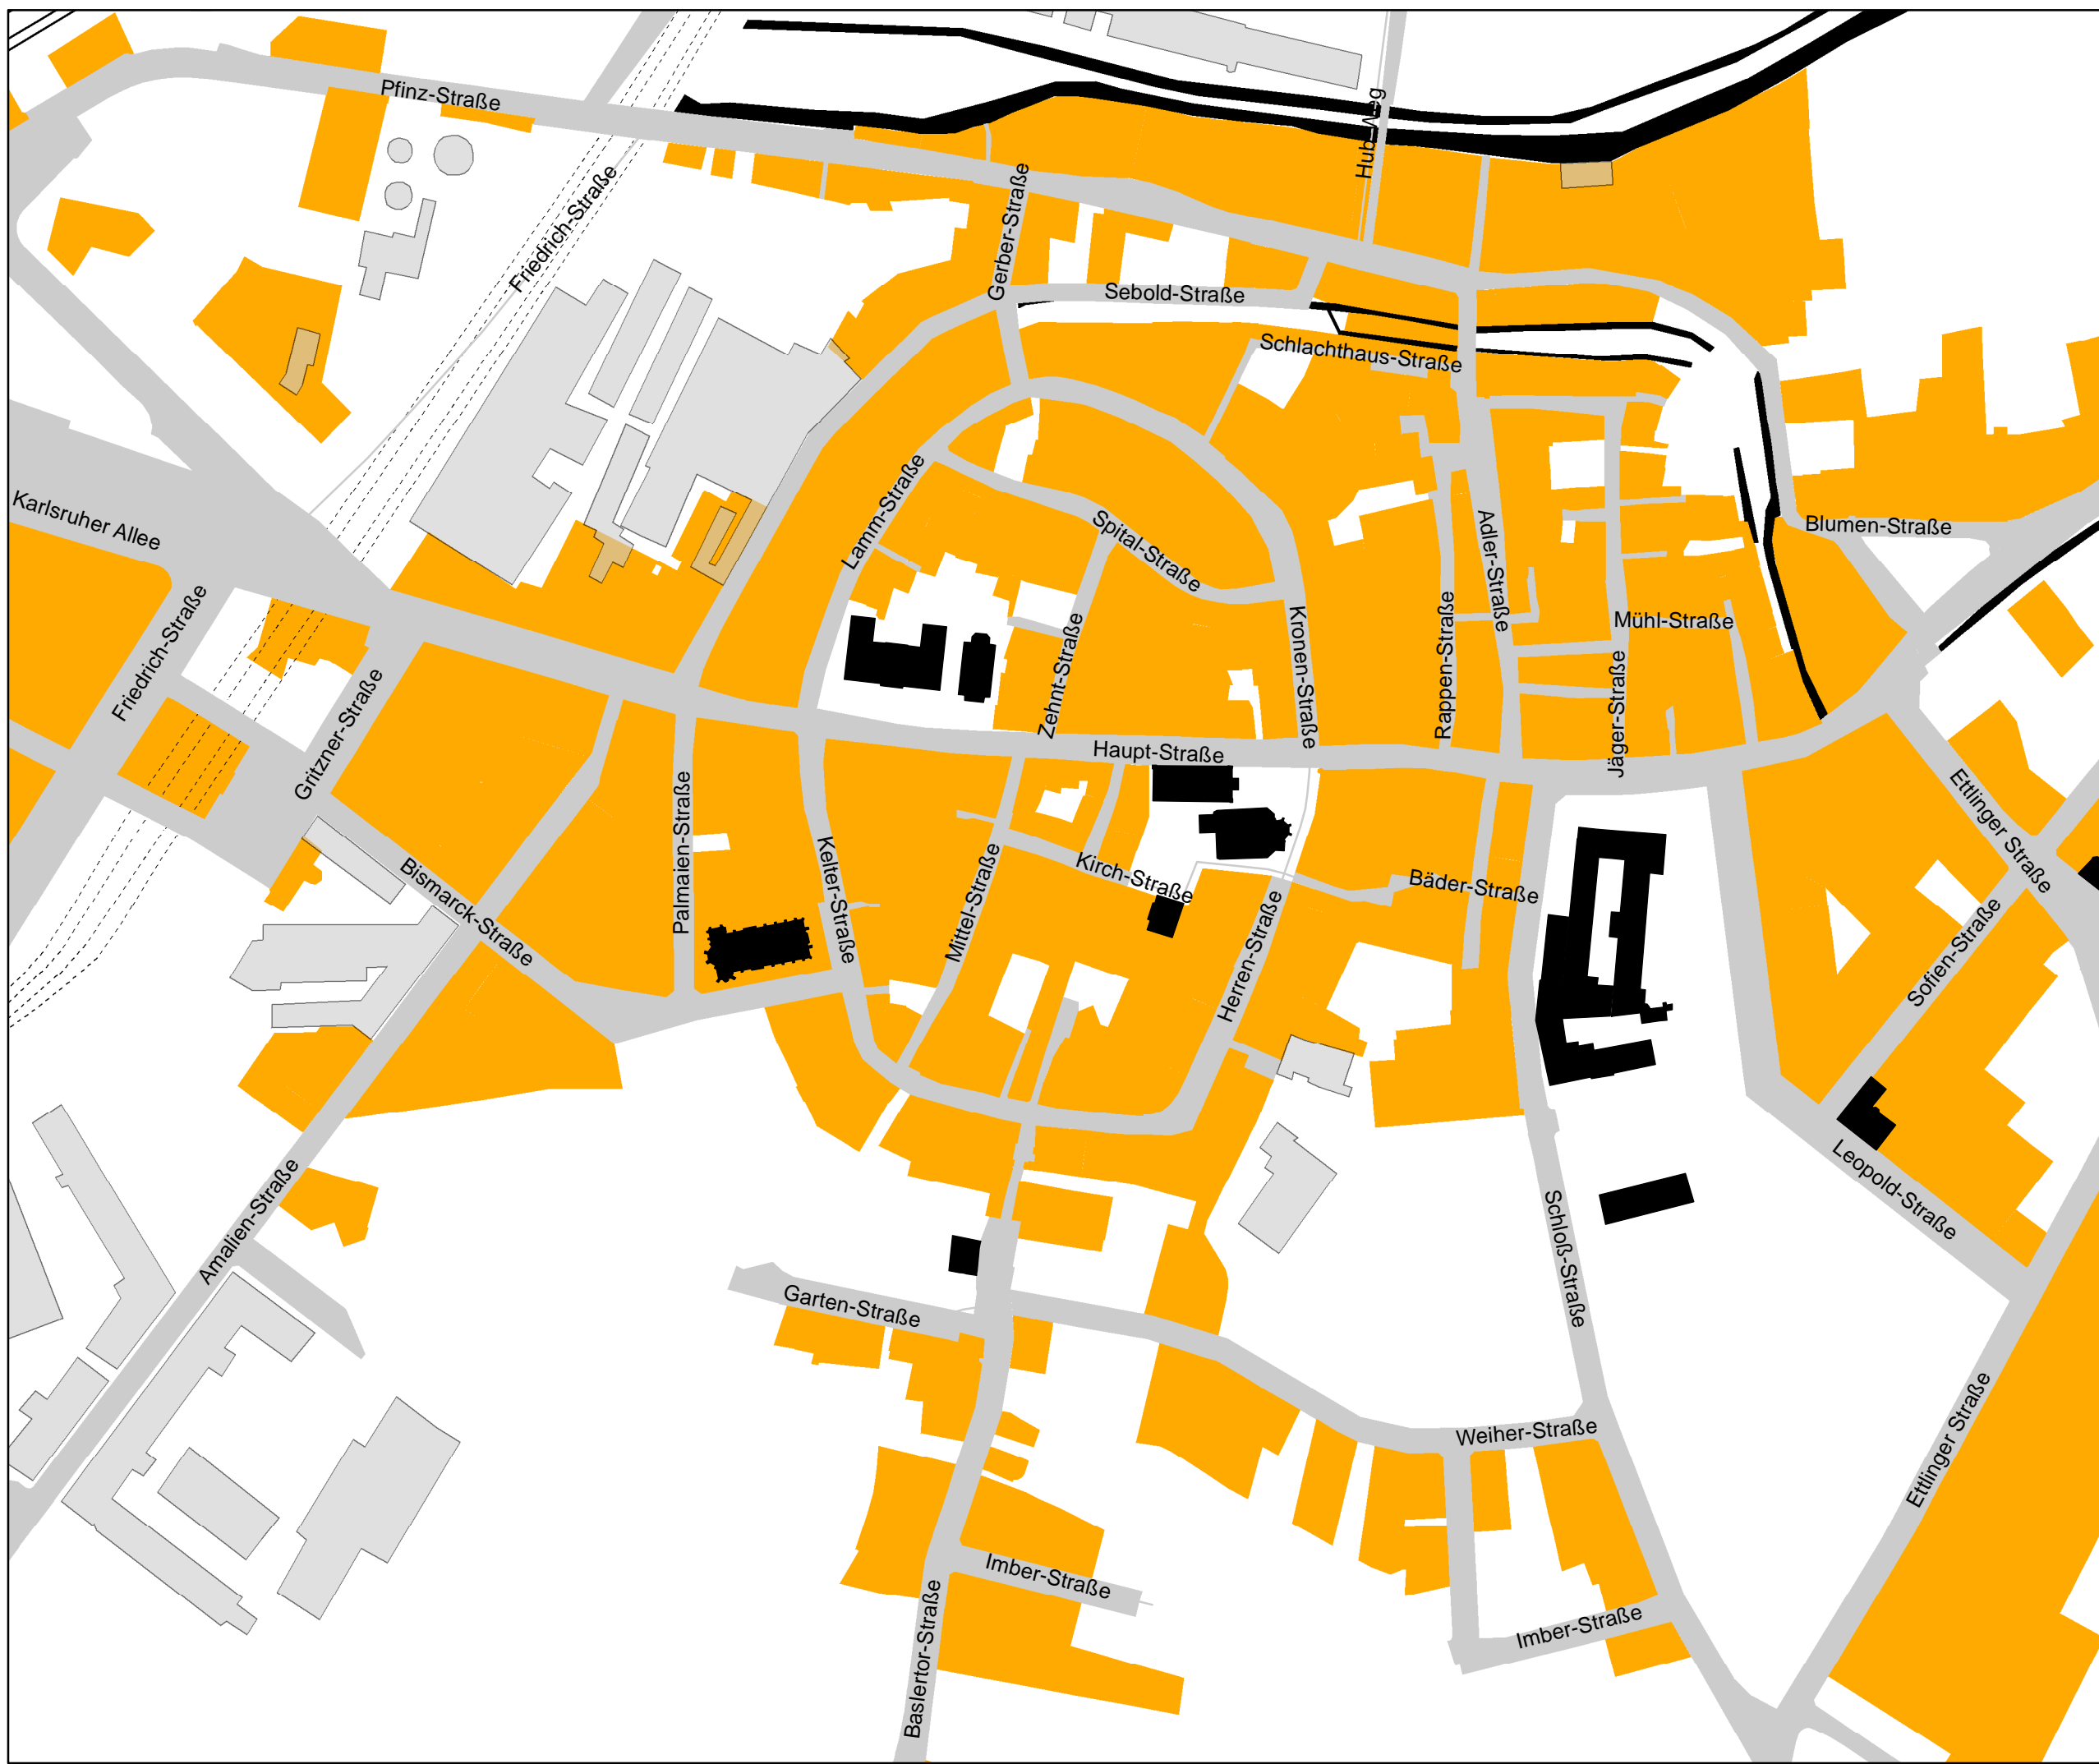 Pfinz-Straße
Hub-Weg
Friedrich-Straße
Gerber-Straße
Sebold-Straße
Schlachthaus-Straße
Karlsruher Allee
Lamm-Straße
Spital-Straße
Adler-Straße
Blumen-Straße
Friedrich-Straße
Zehnt-Straße
Kronen-Straße
Rappen-Straße
Mühl-Straße
Gritzner-Straße
Jäger-Straße
Haupt-Straße
Palmaien-Straße
Ettlinger Straße
Bismarck-Straße
Kelter-Straße
Mittel-Straße
Kirch-Straße
Bäder-Straße
Herren-Straße
Sofien-Straße
Amalien-Straße
Leopold-Straße
Schloß-Straße
Garten-Straße
Weiher-Straße
Ettlinger Straße
Imber-Straße
Imber-Straße
Baslertor-Straße